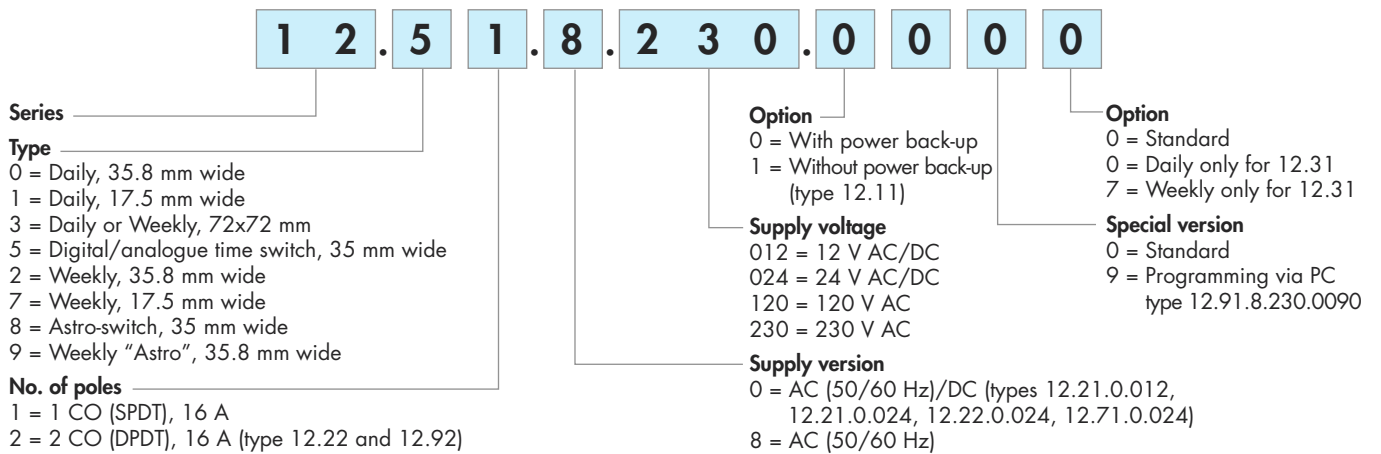 1 2 . 5 1 . 8 . 2 3 0 . 0 0 0 0
Series
Type
0 = Daily, 35.8 mm wide
1 = Daily, 17.5 mm wide
3 = Daily or Weekly, 72x72 mm
5 = Digital/analogue time switch, 35 mm wide
2 = Weekly, 35.8 mm wide
7 = Weekly, 17.5 mm wide
8 = Astro-switch, 35 mm wide
9 = Weekly “Astro”, 35.8 mm wide
No. of poles
1 = 1 CO (SPDT), 16 A
2 = 2 CO (DPDT), 16 A (type 12.22 and 12.92)
Option
0 = With power back-up
1 = Without power back-up
(type 12.11)
Supply voltage
012 = 12 V AC/DC
024 = 24 V AC/DC
120 = 120 V AC
230 = 230 V AC
Supply version
0 = AC (50/60 Hz)/DC (types 12.21.0.012,
12.21.0.024, 12.22.0.024, 12.71.0.024)
8 = AC (50/60 Hz)
Option
0 = Standard
0 = Daily only for 12.31
7 = Weekly only for 12.31
Special version
0 = Standard
9 = Programming via PC
type 12.91.8.230.0090